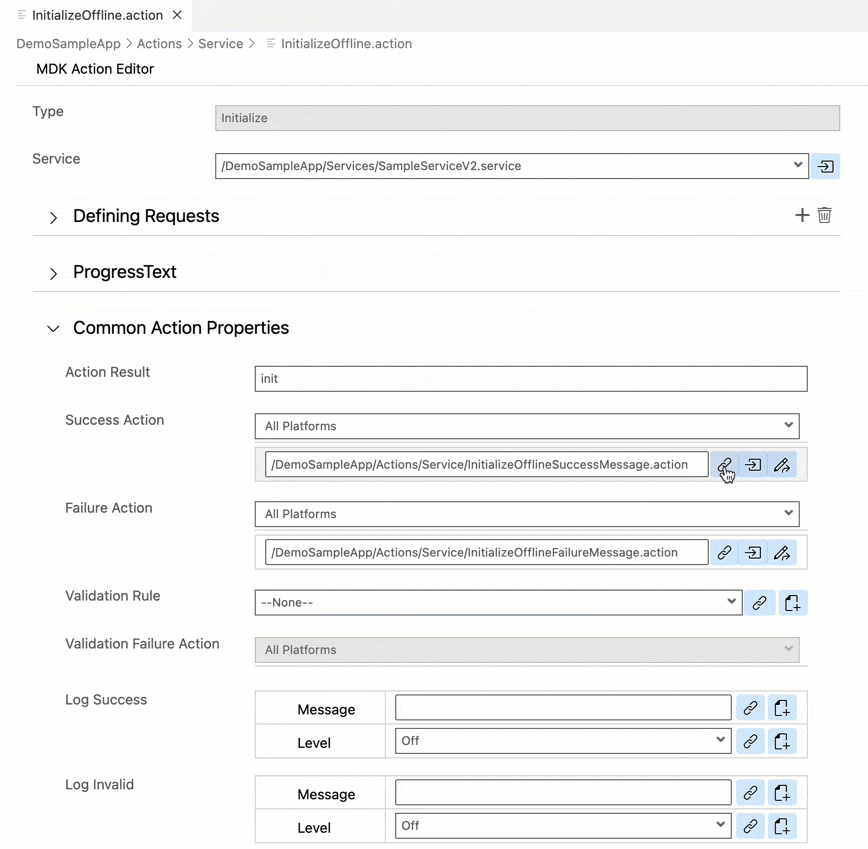 InitializeOffline.action
DemoSampleApp > Actions > Service > InitializeOffline.action
MDK Action Editor
Type
Initialize
Service
/DemoSampleApp/Services/SampleServiceV2.service
Defining Requests
ProgressText
Common Action Properties
Action Result
init
Success Action
All Platforms
/DemoSampleApp/Actions/Service/InitializeOfflineSuccessMessage.action
Failure Action
All Platforms
/DemoSampleApp/Actions/Service/InitializeOfflineFailureMessage.action
Validation Rule
--None--
Validation Failure Action
All Platforms
Log Success
Message
Level
Off
Log Invalid
Message
Level
Off